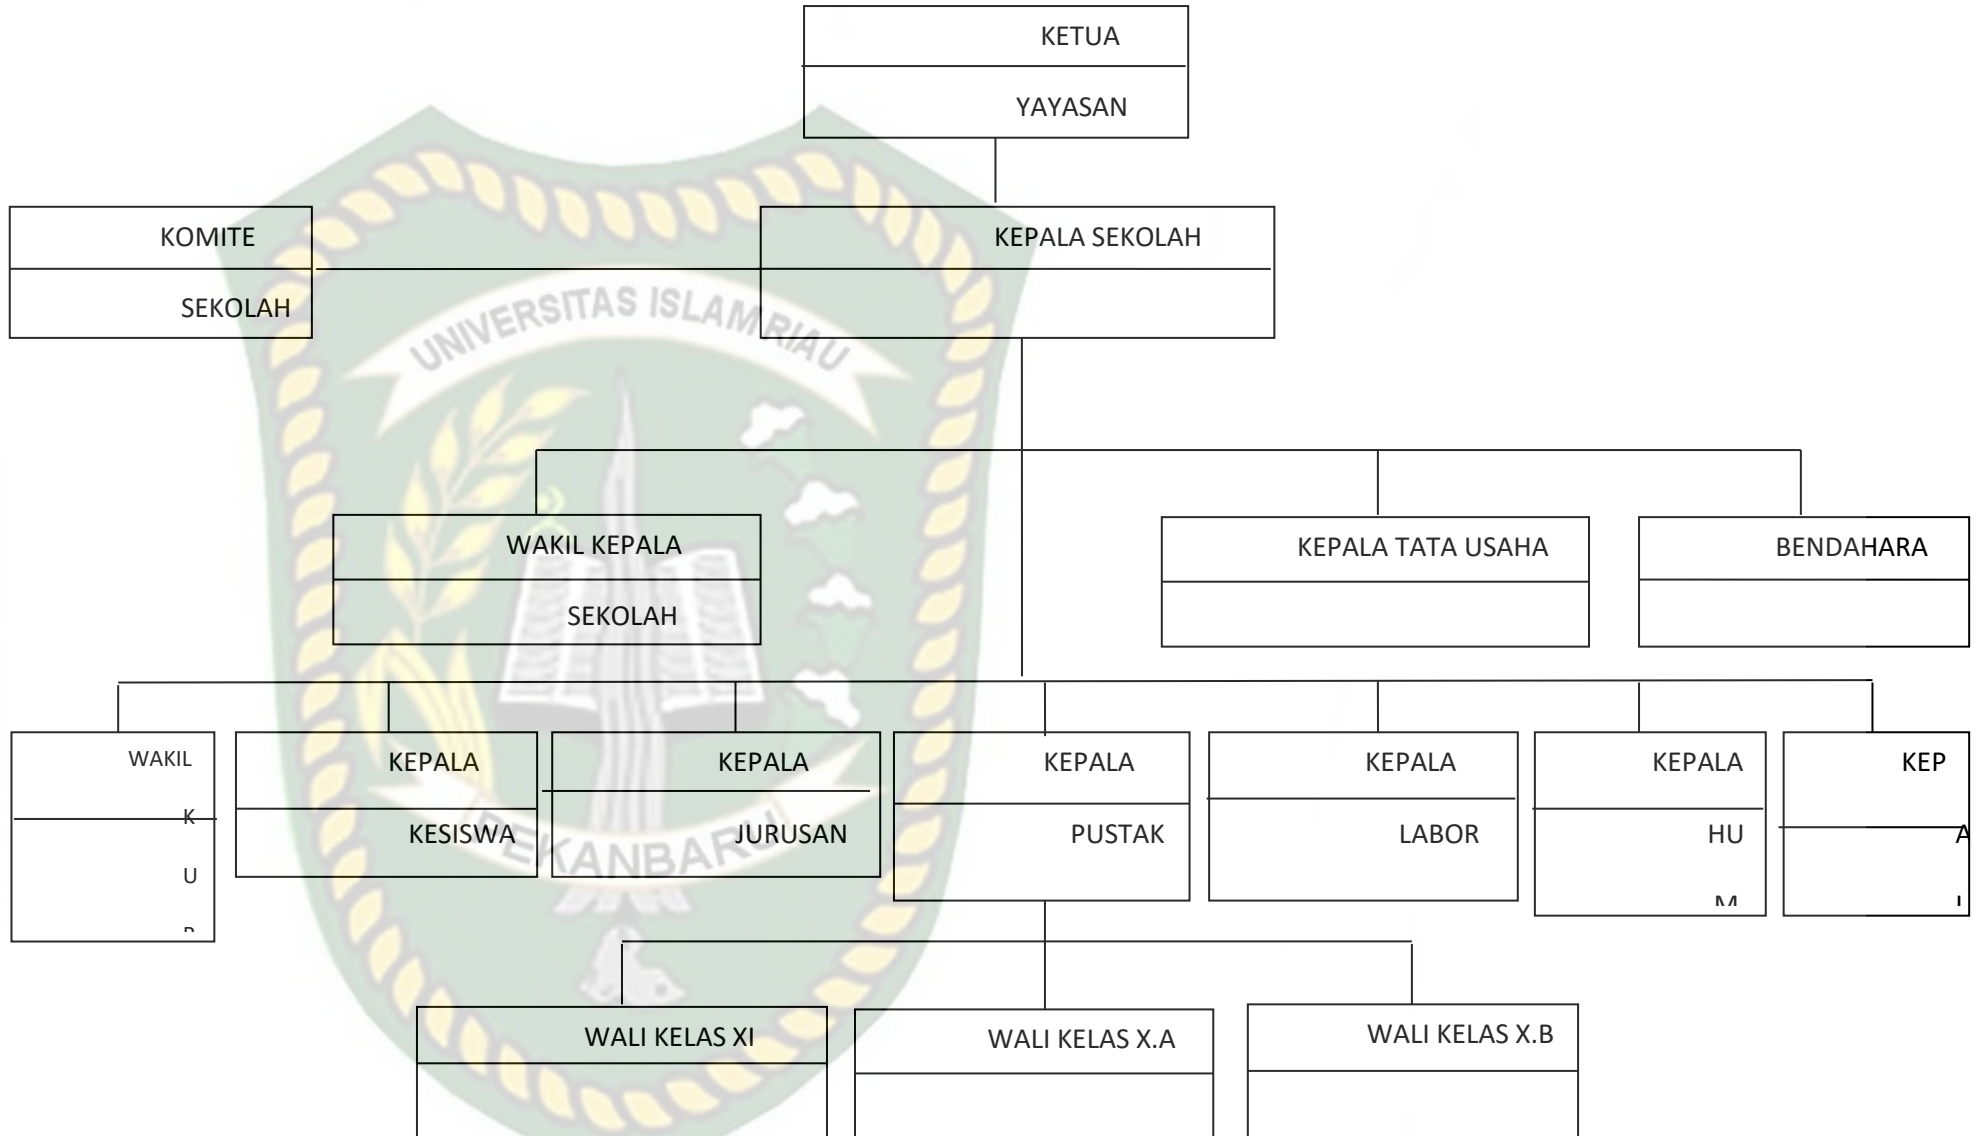 KETUA
YAYASAN
KOMITE
SEKOLAH
KEPALA SEKOLAH
UNIVERSITAS ISLAM RIAU
WAKIL KEPALA
SEKOLAH
KEPALA TATA USAHA
BENDAHARA
WAKIL
K
U
KEPALA
KESISWA
KEPALA
JURUSAN
KEPALA
PUSTAK
KEPALA
LABOR
KEPALA
HU
M
KEP
A
PEKANBARU
WALI KELAS XI
WALI KELAS X.A
WALI KELAS X.B